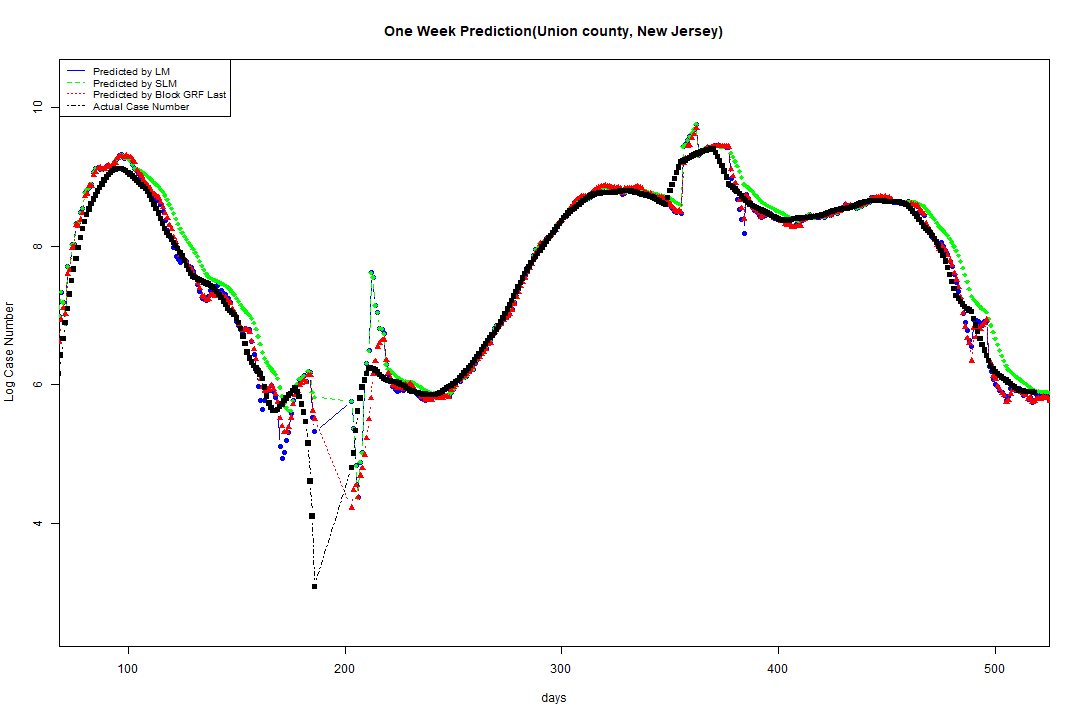 One Week Prediction(Union county, New Jersey)
Predicted by LM
Predicted by SLM
Predicted by Block GRF Last
Actual Case Number
10
8
6
4
Log Case Number
100 200 300 400 500
days